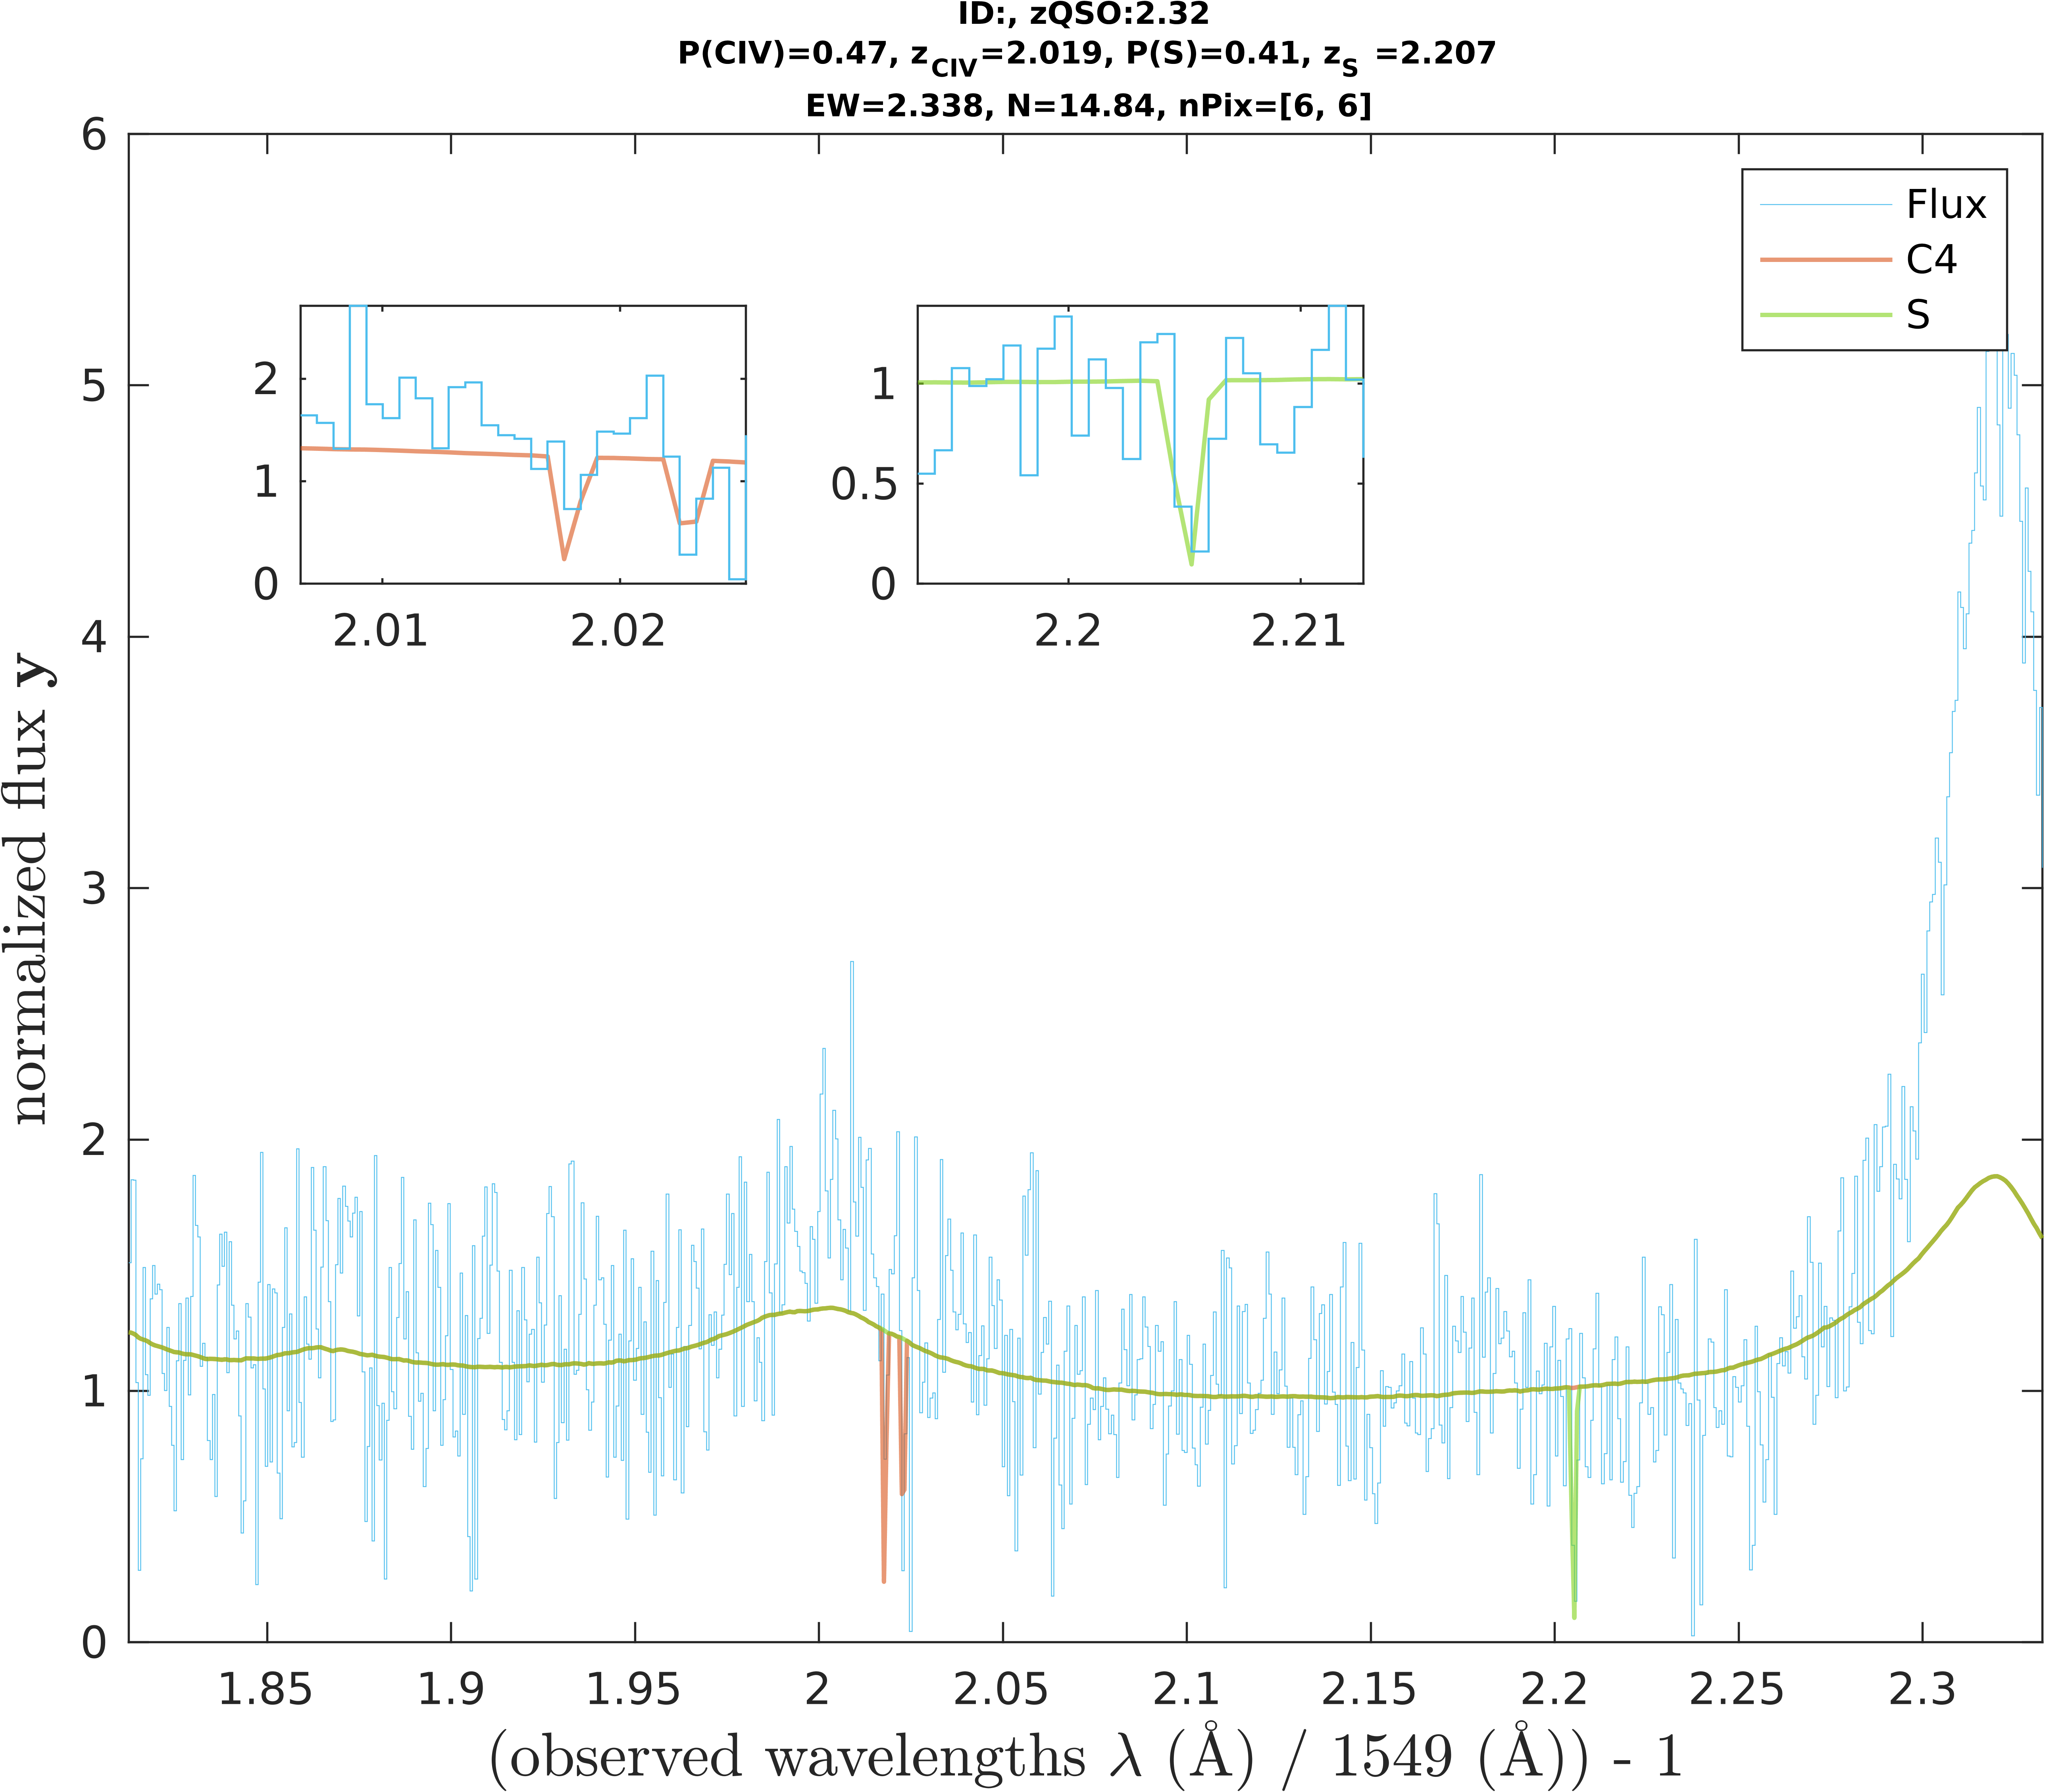 ID:, zQSO:2.32
P(CIV)=0.47, z_CIV=2.019, P(S)=0.41, z_S =2.207
EW=2.338, N=14.84, nPix=[6, 6]
6
5
4
3
2
1
0
normalized flux y
Flux
C4
S
2
1
0
2.01 2.02
1
0.5
0
2.2 2.21
1.85 1.9 1.95 2 2.05 2.1 2.15 2.2 2.25 2.3
(observed wavelengths λ (Å) / 1549 (Å)) - 1